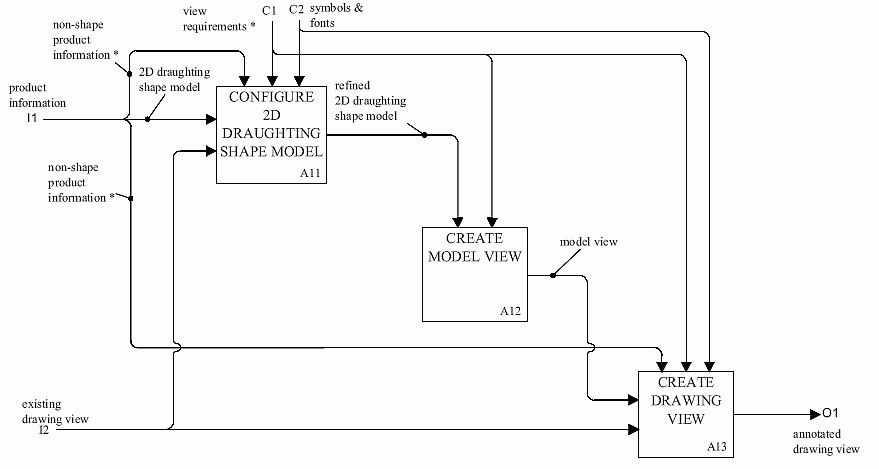 view
requirements *
C1
C2
symbols &
fonts
non-shape
product
information *
product
information
I1
2D draughting
shape model
CONFIGURE
2D
DRAUGHTING
SHAPE MODEL
A11
refined
2D draughting
shape model
non-shape
product
information *
CREATE
MODEL VIEW
A12
model view
existing
drawing view
I2
CREATE
DRAWING
VIEW
A13
O1
annotated
drawing view